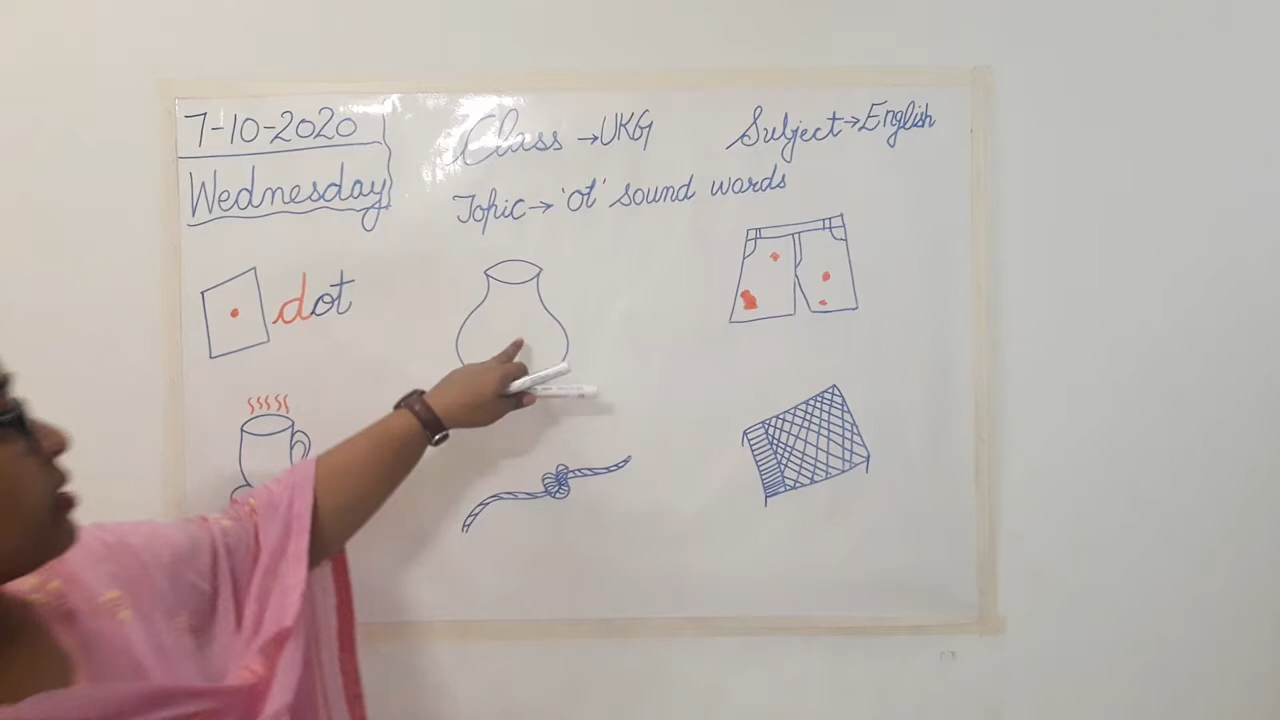 7-10-2020
Wednesday
Class →UKG
Subject→English
Topic→ 'ot' sound words
dot